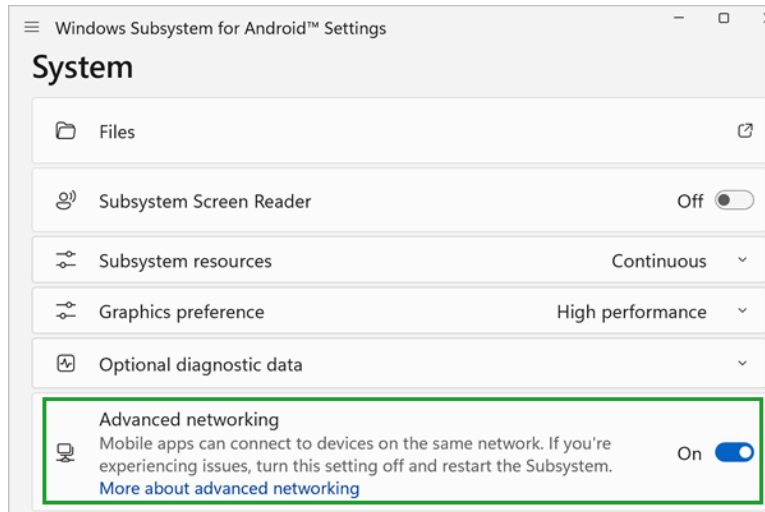 Windows Subsystem for Android™ Settings
System
Files
Subsystem Screen Reader Off
Subsystem resources Continuous
Graphics preference High performance
Optional diagnostic data
Advanced networking
Mobile apps can connect to devices on the same network. If you're
experiencing issues, turn this setting off and restart the Subsystem.
On
More about advanced networking